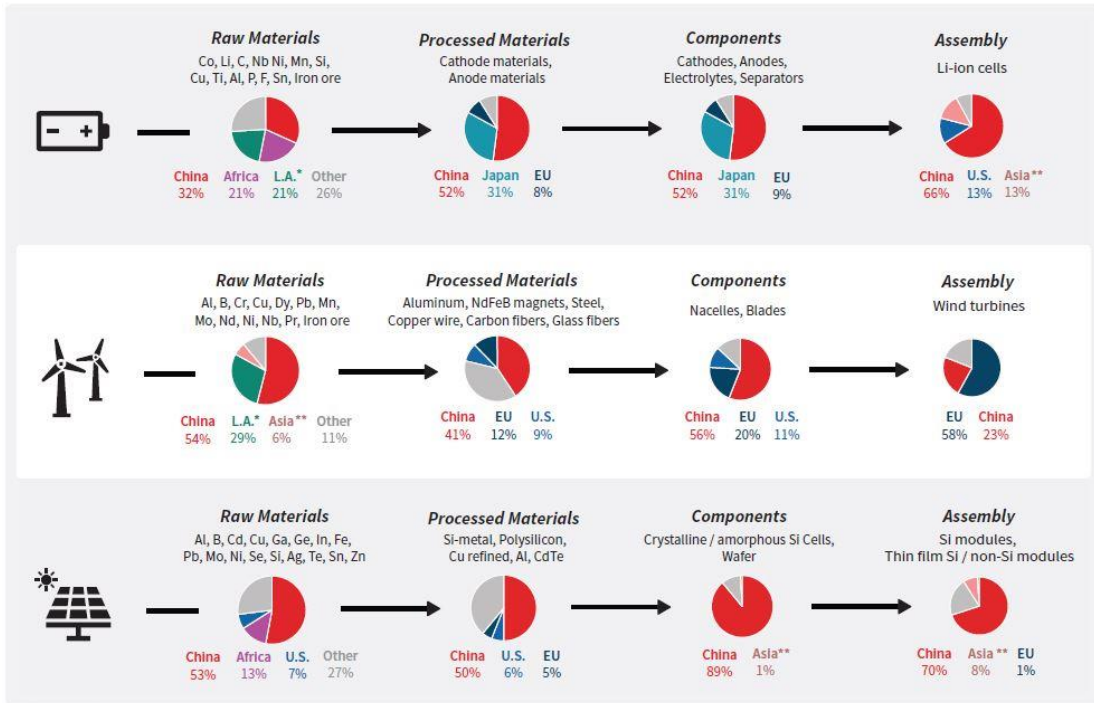 Raw Materials
Co, Li, C, Nb Ni, Mn, Si,
Cu, Ti, Al, P, F, Sn, Iron ore
China Africa L.A.* Other
32% 21% 21% 26%
Processed Materials
Cathode materials,
Anode materials
China Japan EU
52% 31% 8%
Components
Cathodes, Anodes,
Electrolytes, Separators
China Japan EU
52% 31% 9%
Assembly
Li-ion cells
China U.S. Asia**
66% 13% 13%
Raw Materials
Al, B, Cr, Cu, Dy, Pb, Mn,
Mo, Nd, Ni, Nb, Pr, Iron ore
China L.A.* Asia** Other
54% 29% 6% 11%
Processed Materials
Aluminum, NdFeB magnets, Steel,
Copper wire, Carbon fibers, Glass fibers
China EU U.S.
41% 12% 9%
Components
Nacelles, Blades
China EU U.S.
56% 20% 11%
Assembly
Wind turbines
EU China
58% 23%
Raw Materials
Al, B, Cd, Cu, Ga, Ge, In, Fe,
Pb, Mo, Ni, Se, Si, Ag, Te, Sn, Zn
China Africa U.S. Other
53% 13% 7% 27%
Processed Materials
Si-metal, Polysilicon,
Cu refined, Al, CdTe
China U.S. EU
50% 6% 5%
Components
Crystalline / amorphous Si Cells,
Wafer
China Asia**
89% 1%
Assembly
Si modules,
Thin film Si / non-Si modules
China Asia ** EU
70% 8% 1%